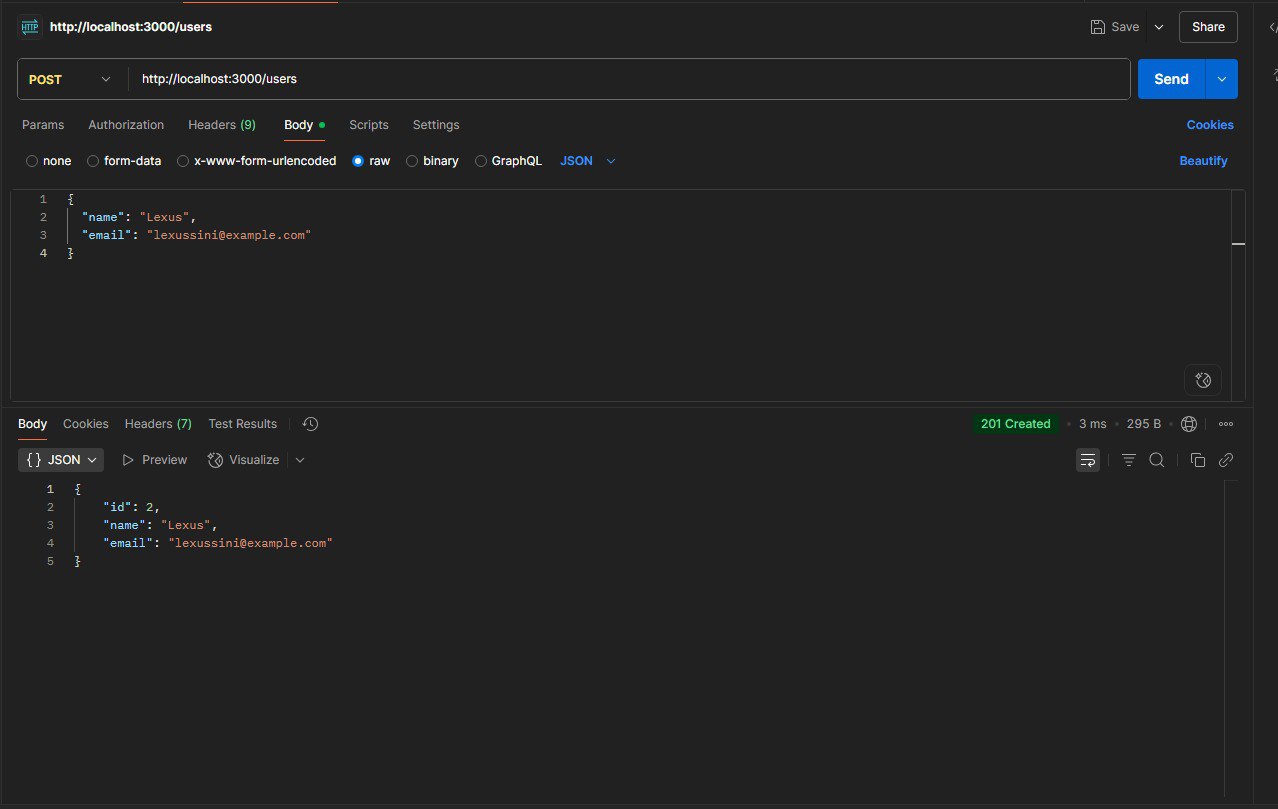 HTTP http://localhost:3000/users Save Share
POST http://localhost:3000/users Send
Params Authorization Headers (9) Body Scripts Settings Cookies
none form-data x-www-form-urlencoded raw binary GraphQL JSON Beautify
1 {
2 "name": "Lexus",
3 "email": "lexussini@example.com"
4 }
Body Cookies Headers (7) Test Results 201 Created • 3 ms • 295 B •
{} JSON Preview Visualize
1 {
2 "id": 2,
3 "name": "Lexus",
4 "email": "lexussini@example.com"
5 }